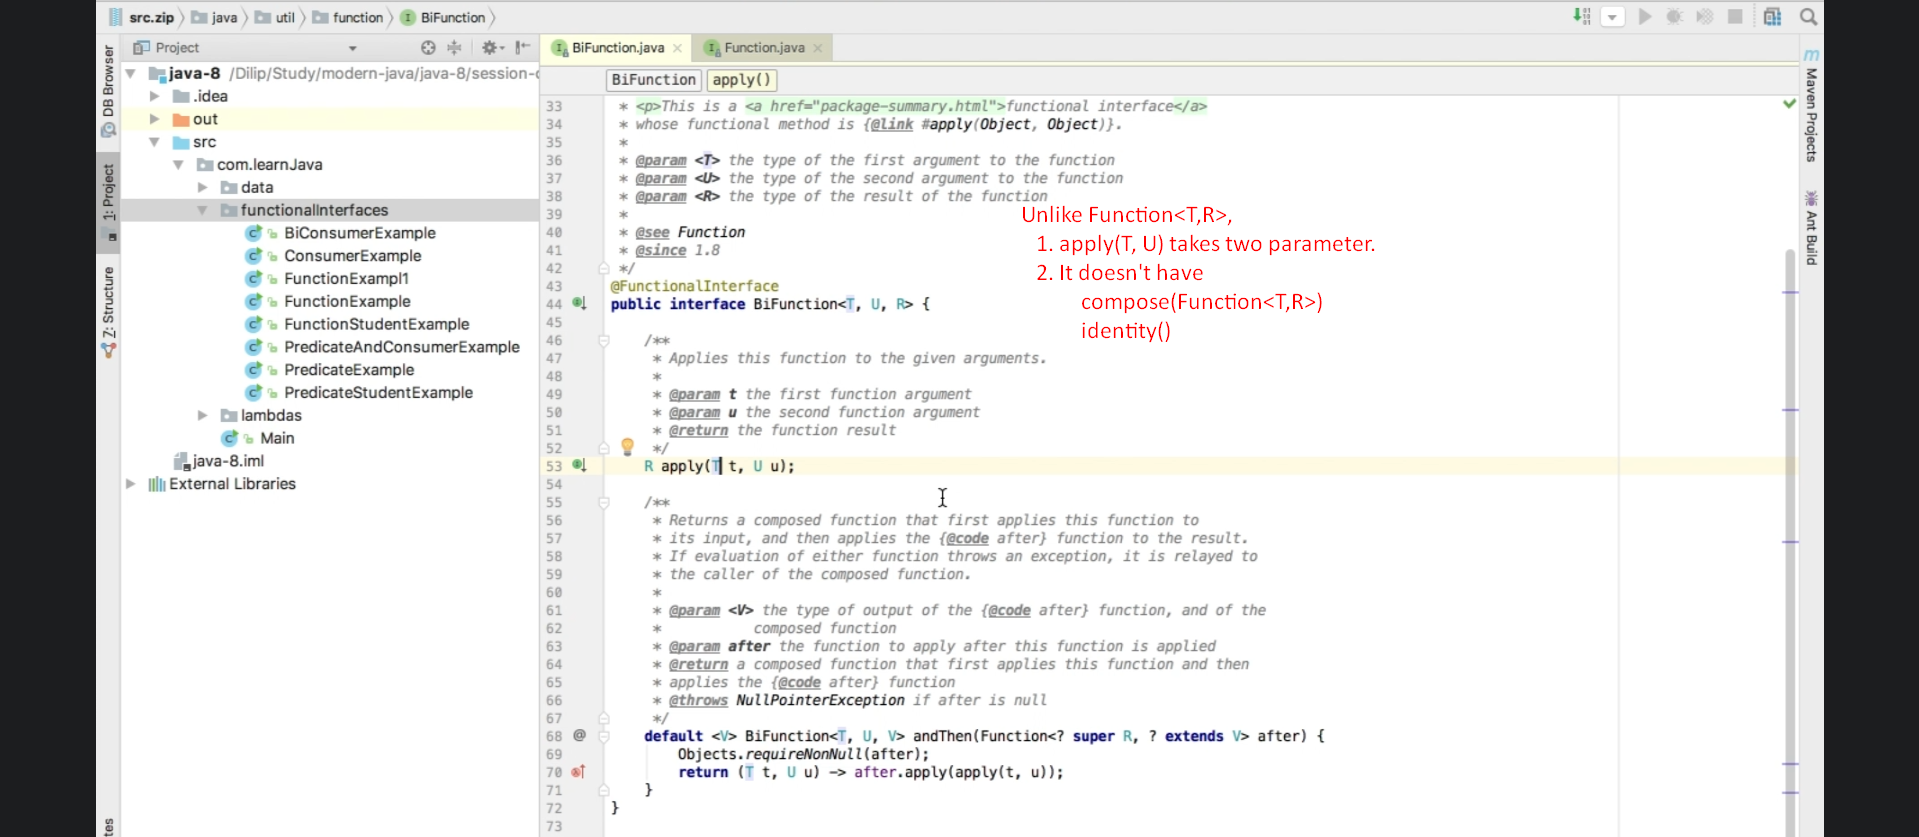 src.zip java util function BiFunction
Project
BiFunction.java Function.java
BiFunction apply()
DB Browser
1: Project
Z: Structure
java-8 /Dilip/Study/modern-java/java-8/session-
.idea
out
src
com.learnJava
data
functionalInterfaces
BiConsumerExample
ConsumerExample
FunctionExampl1
FunctionExample
FunctionStudentExample
PredicateAndConsumerExample
PredicateExample
PredicateStudentExample
lambdas
Main
java-8.iml
External Libraries
33 * <p>This is a <a href="package-summary.html">functional interface</a>
34 * whose functional method is {@link #apply(Object, Object)}.
35 *
36 * @param <T> the type of the first argument to the function
37 * @param <U> the type of the second argument to the function
38 * @param <R> the type of the result of the function
39 *
40 * @see Function
41 * @since 1.8
42 */
43 @FunctionalInterface
44 public interface BiFunction<T, U, R> {
45
46 /**
47 * Applies this function to the given arguments.
48 *
49 * @param t the first function argument
50 * @param u the second function argument
51 * @return the function result
52 */
53 R apply(T t, U u);
54
55 /**
56 * Returns a composed function that first applies this function to
57 * its input, and then applies the {@code after} function to the result.
58 * If evaluation of either function throws an exception, it is relayed to
59 * the caller of the composed function.
60 *
61 * @param <V> the type of output of the {@code after} function, and of the
62 * composed function
63 * @param after the function to apply after this function is applied
64 * @return a composed function that first applies this function and then
65 * applies the {@code after} function
66 * @throws NullPointerException if after is null
67 */
68 @ default <V> BiFunction<T, U, V> andThen(Function<? super R, ? extends V> after) {
69 Objects.requireNonNull(after);
70 return (T t, U u) -> after.apply(apply(t, u));
71 }
72 }
73
Unlike Function<T,R>,
1. apply(T, U) takes two parameter.
2. It doesn't have
compose(Function<T,R>)
identity()
Maven Projects
Ant Build